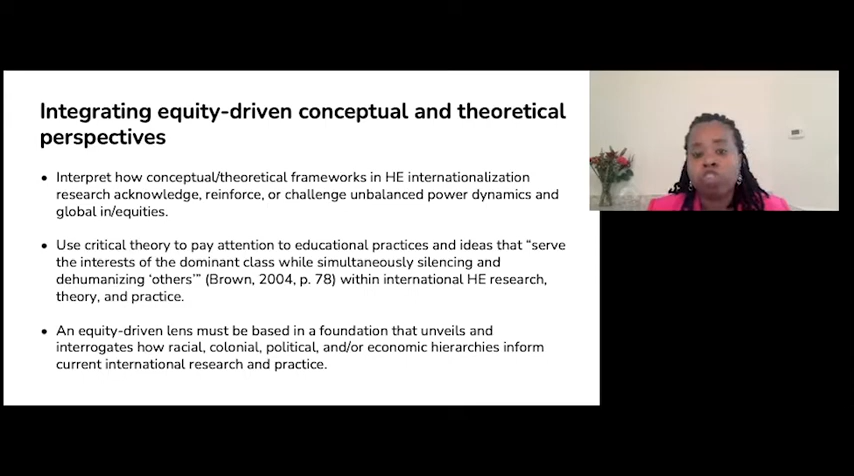 Integrating equity-driven conceptual and theoretical
perspectives
• Interpret how conceptual/theoretical frameworks in HE internationalization
research acknowledge, reinforce, or challenge unbalanced power dynamics and
global in/equities.
• Use critical theory to pay attention to educational practices and ideas that “serve
the interests of the dominant class while simultaneously silencing and
dehumanizing ‘others’” (Brown, 2004, p. 78) within international HE research,
theory, and practice.
• An equity-driven lens must be based in a foundation that unveils and
interrogates how racial, colonial, political, and/or economic hierarchies inform
current international research and practice.